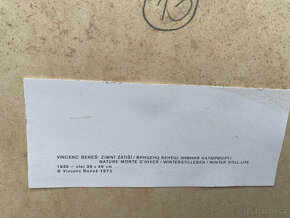 13
VINCENC BENEŠ: ZIMNÍ ZÁTIŠÍ / ВИНЦЕНЦ БЕНЕШ: ЗИМНИЙ НАТЮРМОРТ /
NATURE MORTE D'HIVER / WINTERSTILLEBEN / WINTER STILL-LIFE
1935 – olej 38 x 46 cm
© Vincenc Beneš 1975